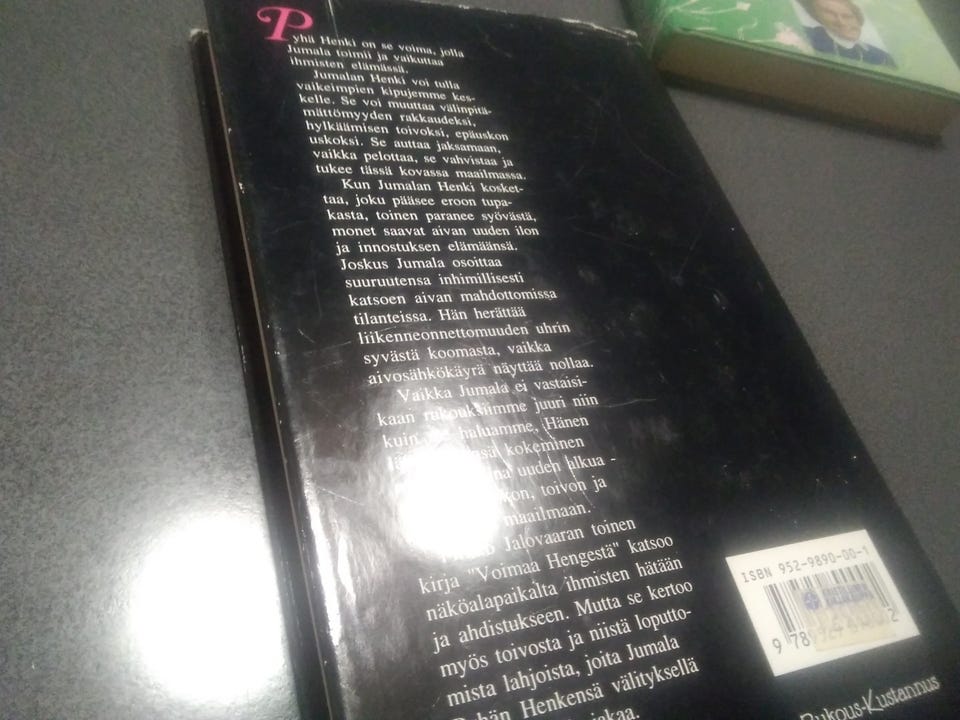 Pyhä Henki on se voima, jolla
Jumala toimii ja vaikuttaa
ihmisten elämässä.
Jumalan Henki voi tulla
vaikeimpien kipujemme kes-
kelle. Se voi muuttaa välinpitä-
mättömyyden rakkaudeksi,
hylkäämisen toivoksi, epäuskon
uskoksi. Se auttaa jaksamaan,
vaikka pelottaa, se vahvistaa ja
tukee tässä kovassa maailmassa.
Kun Jumalan Henki kosket-
taa, joku pääsee eroon tupa-
kasta, toinen paranee syövästä,
monet saavat aivan uuden ilon
ja innostuksen elämäänsä.
Joskus Jumala osoittaa
suuruutensa inhimillisesti
katsoen aivan mahdottomissa
tilanteissa. Hän herättää
liikenneonnettomuuden uhrin
syvästä koomasta, vaikka
aivosähkökäyrä näyttää nollaa.
Vaikka Jumala ei vastaisi-
kaan rukouksiimme juuri niin
kuin haluamme, Hänen
kokeminen
uuden alkua -
toivon ja
maailmaan.
Jalovaaran toinen
kirja "Voimaa Hengestä" katsoo
näköalapaikalta ihmisten hätään
ja ahdistukseen. Mutta se kertoo
myös toivosta ja niistä loputto-
mista lahjoista, joita Jumala
Pyhän Henkensä välityksellä
jakaa.
ISBN 952-9890-00-1
Rukous-Kustannus